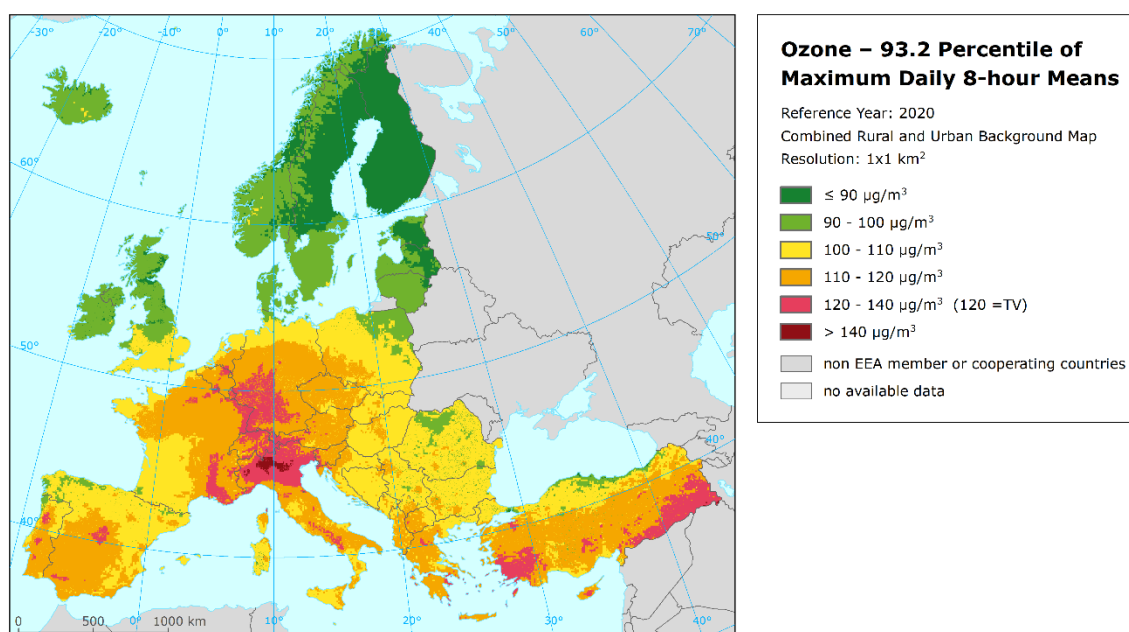 -30° -20° -10° 0° 10° 20° 30° 40° 50° 60° 70°
60°
50°
50°
40°
40°
40°
0 500 1000 km
-10° 0° 10° 20° 30° 40°
Ozone – 93.2 Percentile of
Maximum Daily 8-hour Means
Reference Year: 2020
Combined Rural and Urban Background Map
Resolution: 1x1 km²
≤ 90 µg/m³
90 - 100 µg/m³
100 - 110 µg/m³
110 - 120 µg/m³
120 - 140 µg/m³ (120 =TV)
> 140 µg/m³
non EEA member or cooperating countries
no available data